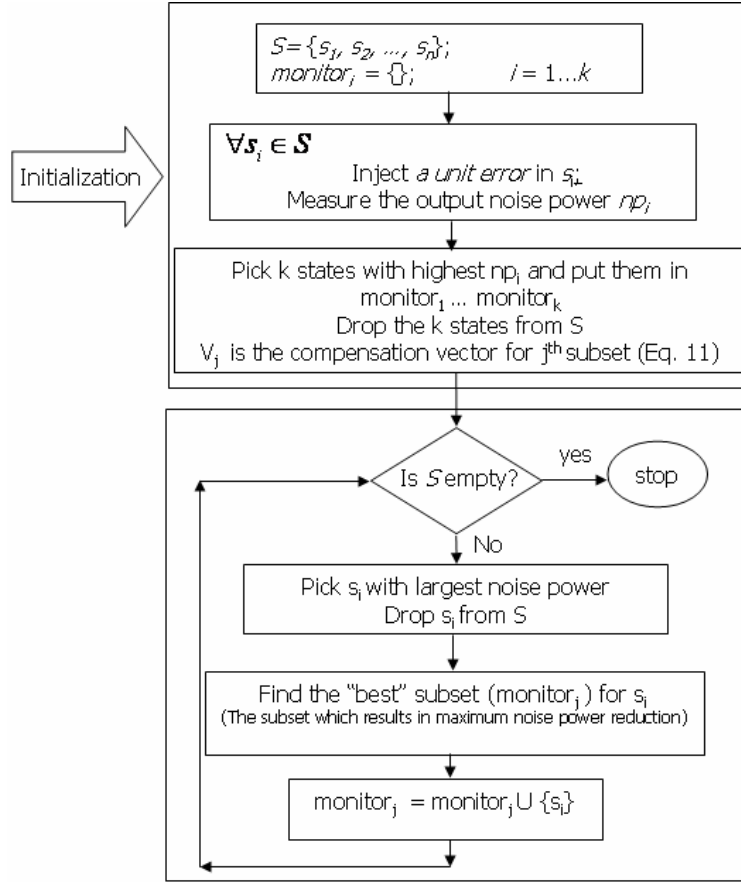 S={s₁, s₂, ..., sₙ};
monitorᵢ = {}; i = 1...k
∀sᵢ ∈ S
Inject a unit error in sᵢ;
Measure the output noise power npᵢ
Initialization
Pick k states with highest npᵢ and put them in
monitor₁ ... monitorₖ
Drop the k states from S
Vⱼ is the compensation vector for jᵗʰ subset (Eq. 11)
Is S empty?
yes
stop
No
Pick sᵢ with largest noise power
Drop sᵢ from S
Find the “best” subset (monitorⱼ) for sᵢ
(The subset which results in maximum noise power reduction)
monitorⱼ = monitorⱼ U {sᵢ}